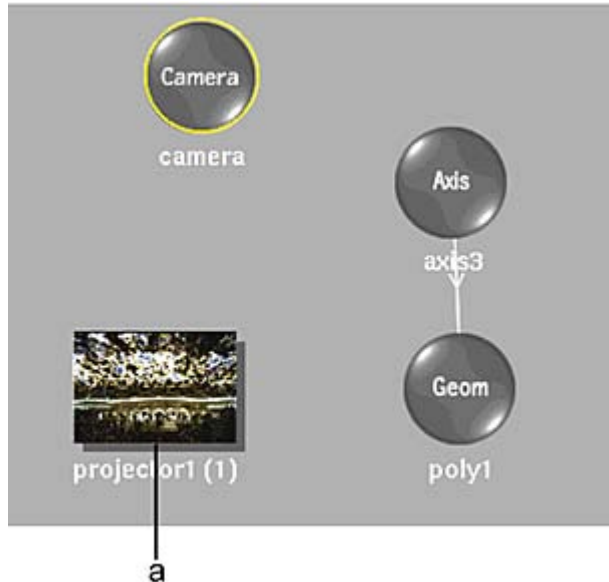 Camera
camera
Axis
axis3
Geom
projector1 (1)
poly1
a